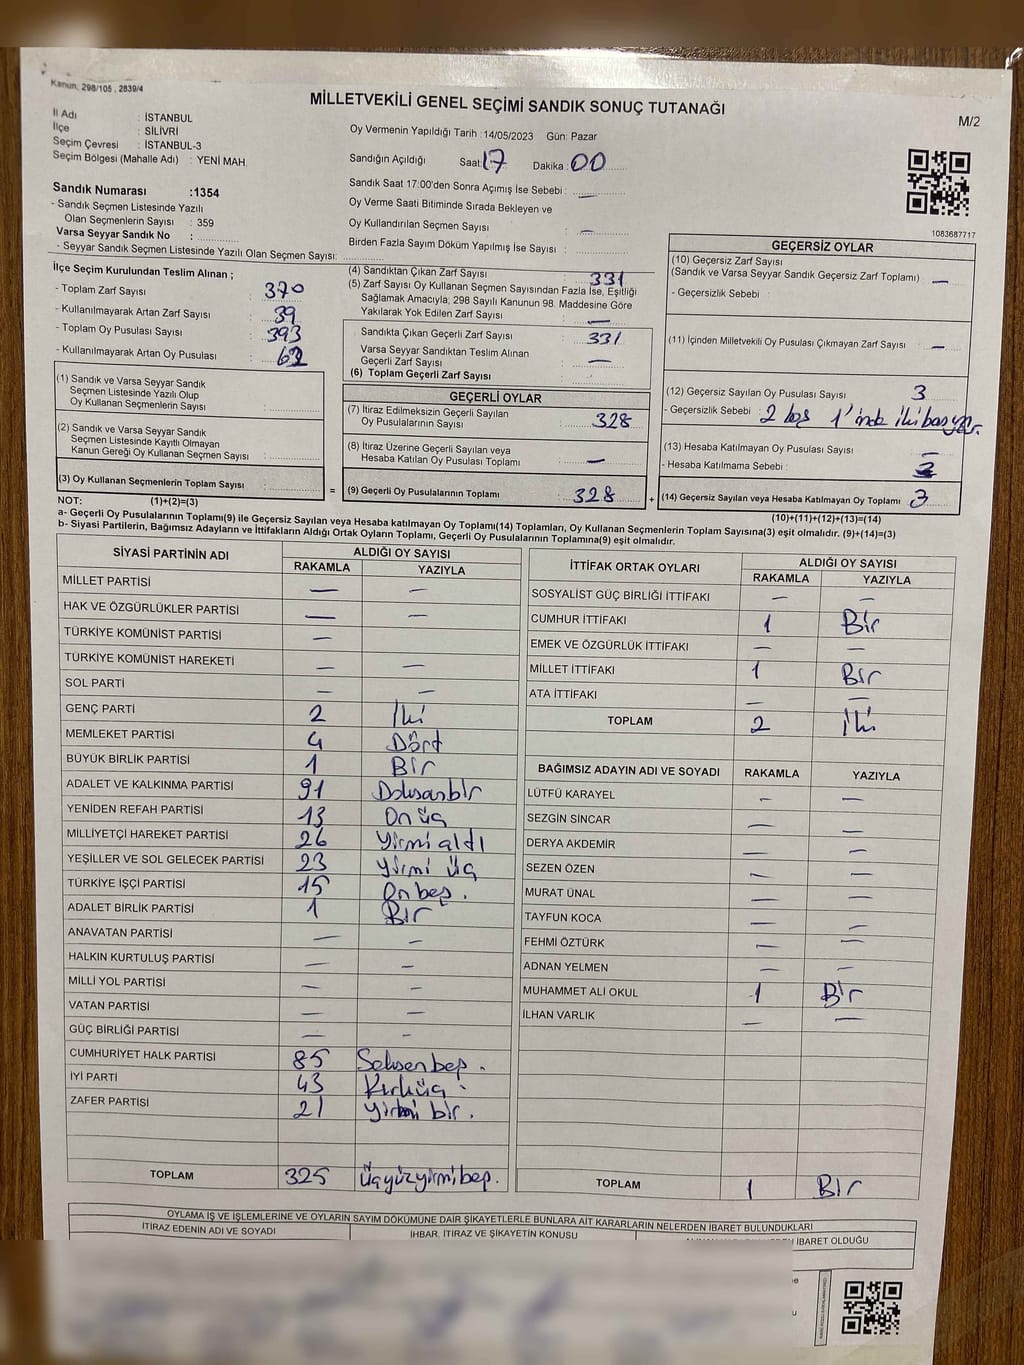 Kanun, 298/105 , 2839/4
MİLLETVEKİLİ GENEL SEÇİMİ SANDIK SONUÇ TUTANAĞI
M/2
İl Adı : İSTANBUL
İlçe : SİLİVRİ
Seçim Çevresi : İSTANBUL-3
Seçim Bölgesi (Mahalle Adı) : YENİ MAH.
Sandık Numarası :1354
- Sandık Seçmen Listesinde Yazılı
Olan Seçmenlerin Sayısı : 359
Varsa Seyyar Sandık No :
- Seyyar Sandık Seçmen Listesinde Yazılı Olan Seçmen Sayısı:
Oy Vermenin Yapıldığı Tarih :14/05/2023 Gün: Pazar
Sandığın Açıldığı Saat: 17 Dakika: 00
Sandık Saat 17:00'den Sonra Açımış İse Sebebi : —
Oy Verme Saati Bitiminde Sırada Bekleyen ve
Oy Kullandırılan Seçmen Sayısı : —
Birden Fazla Sayım Döküm Yapılmış İse Sayısı :
1083687717
İlçe Seçim Kurulundan Teslim Alınan ;
- Toplam Zarf Sayısı : 370
- Kullanılmayarak Artan Zarf Sayısı : 39
- Toplam Oy Pusulası Sayısı : 393
- Kullanılmayarak Artan Oy Pusulası : 62
(1) Sandık ve Varsa Seyyar Sandık
Seçmen Listesinde Yazılı Olup
Oy Kullanan Seçmenlerin Sayısı :
(2) Sandık ve Varsa Seyyar Sandık
Seçmen Listesinde Kayıtlı Olmayan
Kanun Gereği Oy Kullanan Seçmen Sayısı :
(3) Oy Kullanan Seçmenlerin Toplam Sayısı :
(1)+(2)=(3)
(4) Sandıktan Çıkan Zarf Sayısı : 331
(5) Zarf Sayısı Oy Kullanan Seçmen Sayısından Fazla İse, Eşitliği
Sağlamak Amacıyla; 298 Sayılı Kanunun 98. Maddesine Göre
Yakılarak Yok Edilen Zarf Sayısı : —
Sandıkta Çıkan Geçerli Zarf Sayısı : 331
Varsa Seyyar Sandıktan Teslim Alınan
Geçerli Zarf Sayısı : —
(6) Toplam Geçerli Zarf Sayısı :
GEÇERLİ OYLAR
(7) İtiraz Edilmeksizin Geçerli Sayılan
Oy Pusulalarının Sayısı : 328
(8) İtiraz Üzerine Geçerli Sayılan veya
Hesaba Katılan Oy Pusulası Toplamı : —
= (9) Geçerli Oy Pusulalarının Toplamı : 328 +
GEÇERSİZ OYLAR
(10) Geçersiz Zarf Sayısı
(Sandık ve Varsa Seyyar Sandık Geçersiz Zarf Toplamı) : —
- Geçersizlik Sebebi :
(11) İçinden Milletvekili Oy Pusulası Çıkmayan Zarf Sayısı : —
(12) Geçersiz Sayılan Oy Pusulası Sayısı : 3
- Geçersizlik Sebebi : 2 boş 1'inde iki
(13) Hesaba Katılmayan Oy Pusulası Sayısı : —
- Hesaba Katılmama Sebebi :
(14) Geçersiz Sayılan veya Hesaba Katılmayan Oy Toplamı : 3
(10)+(11)+(12)+(13)=(14)
NOT:
a- Geçerli Oy Pusulalarının Toplamı(9) ile Geçersiz Sayılan veya Hesaba katılmayan Oy Toplamı(14) Toplamları, Oy Kullanan Seçmenlerin Toplam Sayısına(3) eşit olmalıdır. (9)+(14)=(3)
b- Siyasi Partilerin, Bağımsız Adayların ve İttifakların Aldığı Ortak Oyların Toplamı, Geçerli Oy Pusulalarının Toplamına(9) eşit olmalıdır.
SİYASİ PARTİNİN ADI ALDIĞI OY SAYISI
RAKAMLA YAZIYLA
MİLLET PARTİSİ — —
HAK VE ÖZGÜRLÜKLER PARTİSİ — —
TÜRKİYE KOMÜNİST PARTİSİ —
TÜRKİYE KOMÜNİST HAREKETİ — —
SOL PARTİ — —
GENÇ PARTİ 2 İki
MEMLEKET PARTİSİ 4 Dört
BÜYÜK BİRLİK PARTİSİ 1 Bir
ADALET VE KALKINMA PARTİSİ 91 Doksanbir
YENİDEN REFAH PARTİSİ 13 Onüç
MİLLİYETÇİ HAREKET PARTİSİ 26 Yirmi altı
YEŞİLLER VE SOL GELECEK PARTİSİ 23 Yirmi üç
TÜRKİYE İŞÇİ PARTİSİ 15 Onbeş.
ADALET BİRLİK PARTİSİ 1 Bir
ANAVATAN PARTİSİ — —
HALKIN KURTULUŞ PARTİSİ — —
MİLLİ YOL PARTİSİ — —
VATAN PARTİSİ — —
GÜÇ BİRLİĞİ PARTİSİ — —
CUMHURİYET HALK PARTİSİ 85 Seksenbeş.
İYİ PARTİ 43 Kırküç
ZAFER PARTİSİ 21 Yirmi bir.
TOPLAM 325 Üçyüzyirmibeş.
İTTİFAK ORTAK OYLARI ALDIĞI OY SAYISI
RAKAMLA YAZIYLA
SOSYALİST GÜÇ BİRLİĞİ İTTİFAKI — —
CUMHUR İTTİFAKI 1 Bir
EMEK VE ÖZGÜRLÜK İTTİFAKI — —
MİLLET İTTİFAKI 1 Bir
ATA İTTİFAKI — —
TOPLAM 2 İki
BAĞIMSIZ ADAYIN ADI VE SOYADI RAKAMLA YAZIYLA
LÜTFÜ KARAYEL — —
SEZGİN SİNCAR — —
DERYA AKDEMİR — —
SEZEN ÖZEN — —
MURAT ÜNAL — —
TAYFUN KOCA — —
FEHMİ ÖZTÜRK — —
ADNAN YELMEN — —
MUHAMMET ALİ OKUL 1 Bir
İLHAN VARLIK — —
TOPLAM 1 Bir
OYLAMA İŞ VE İŞLEMLERİNE VE OYLARIN SAYIM DÖKÜMÜNE DAİR ŞİKAYETLERLE BUNLARA AİT KARARLARIN NELERDEN İBARET BULUNDUKLARI
İTİRAZ EDENİN ADI VE SOYADI İHBAR, İTİRAZ VE ŞİKAYETİN KONUSU İBARET OLDUĞU